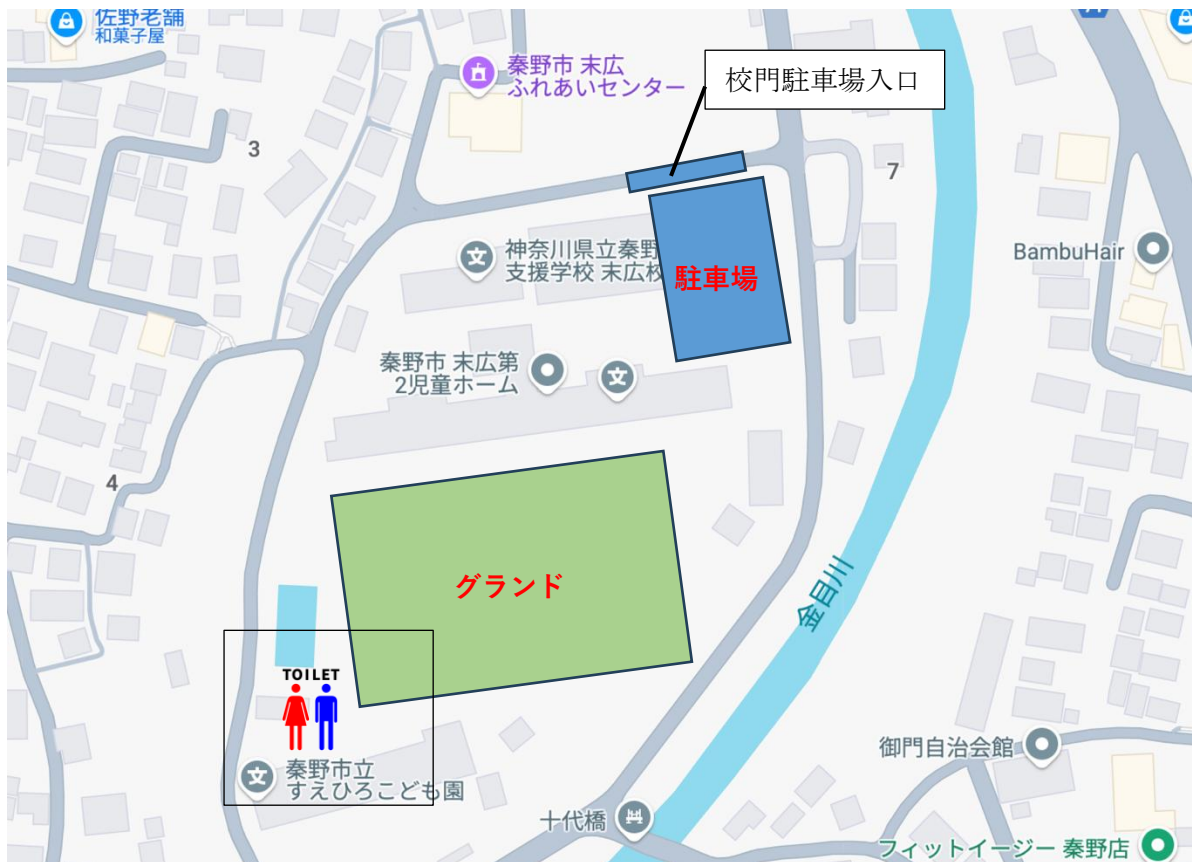 佐野老舗
和菓子屋
秦野市 末広
ふれあいセンター
校門駐車場入口
3
7
神奈川県立秦野
支援学校 末広校
駐車場
BambuHair
秦野市 末広第
2児童ホーム
4
グランド
金目川
TOILET
秦野市立
すえひろこども園
御門自治会館
十代橋
フィットイージー 秦野店